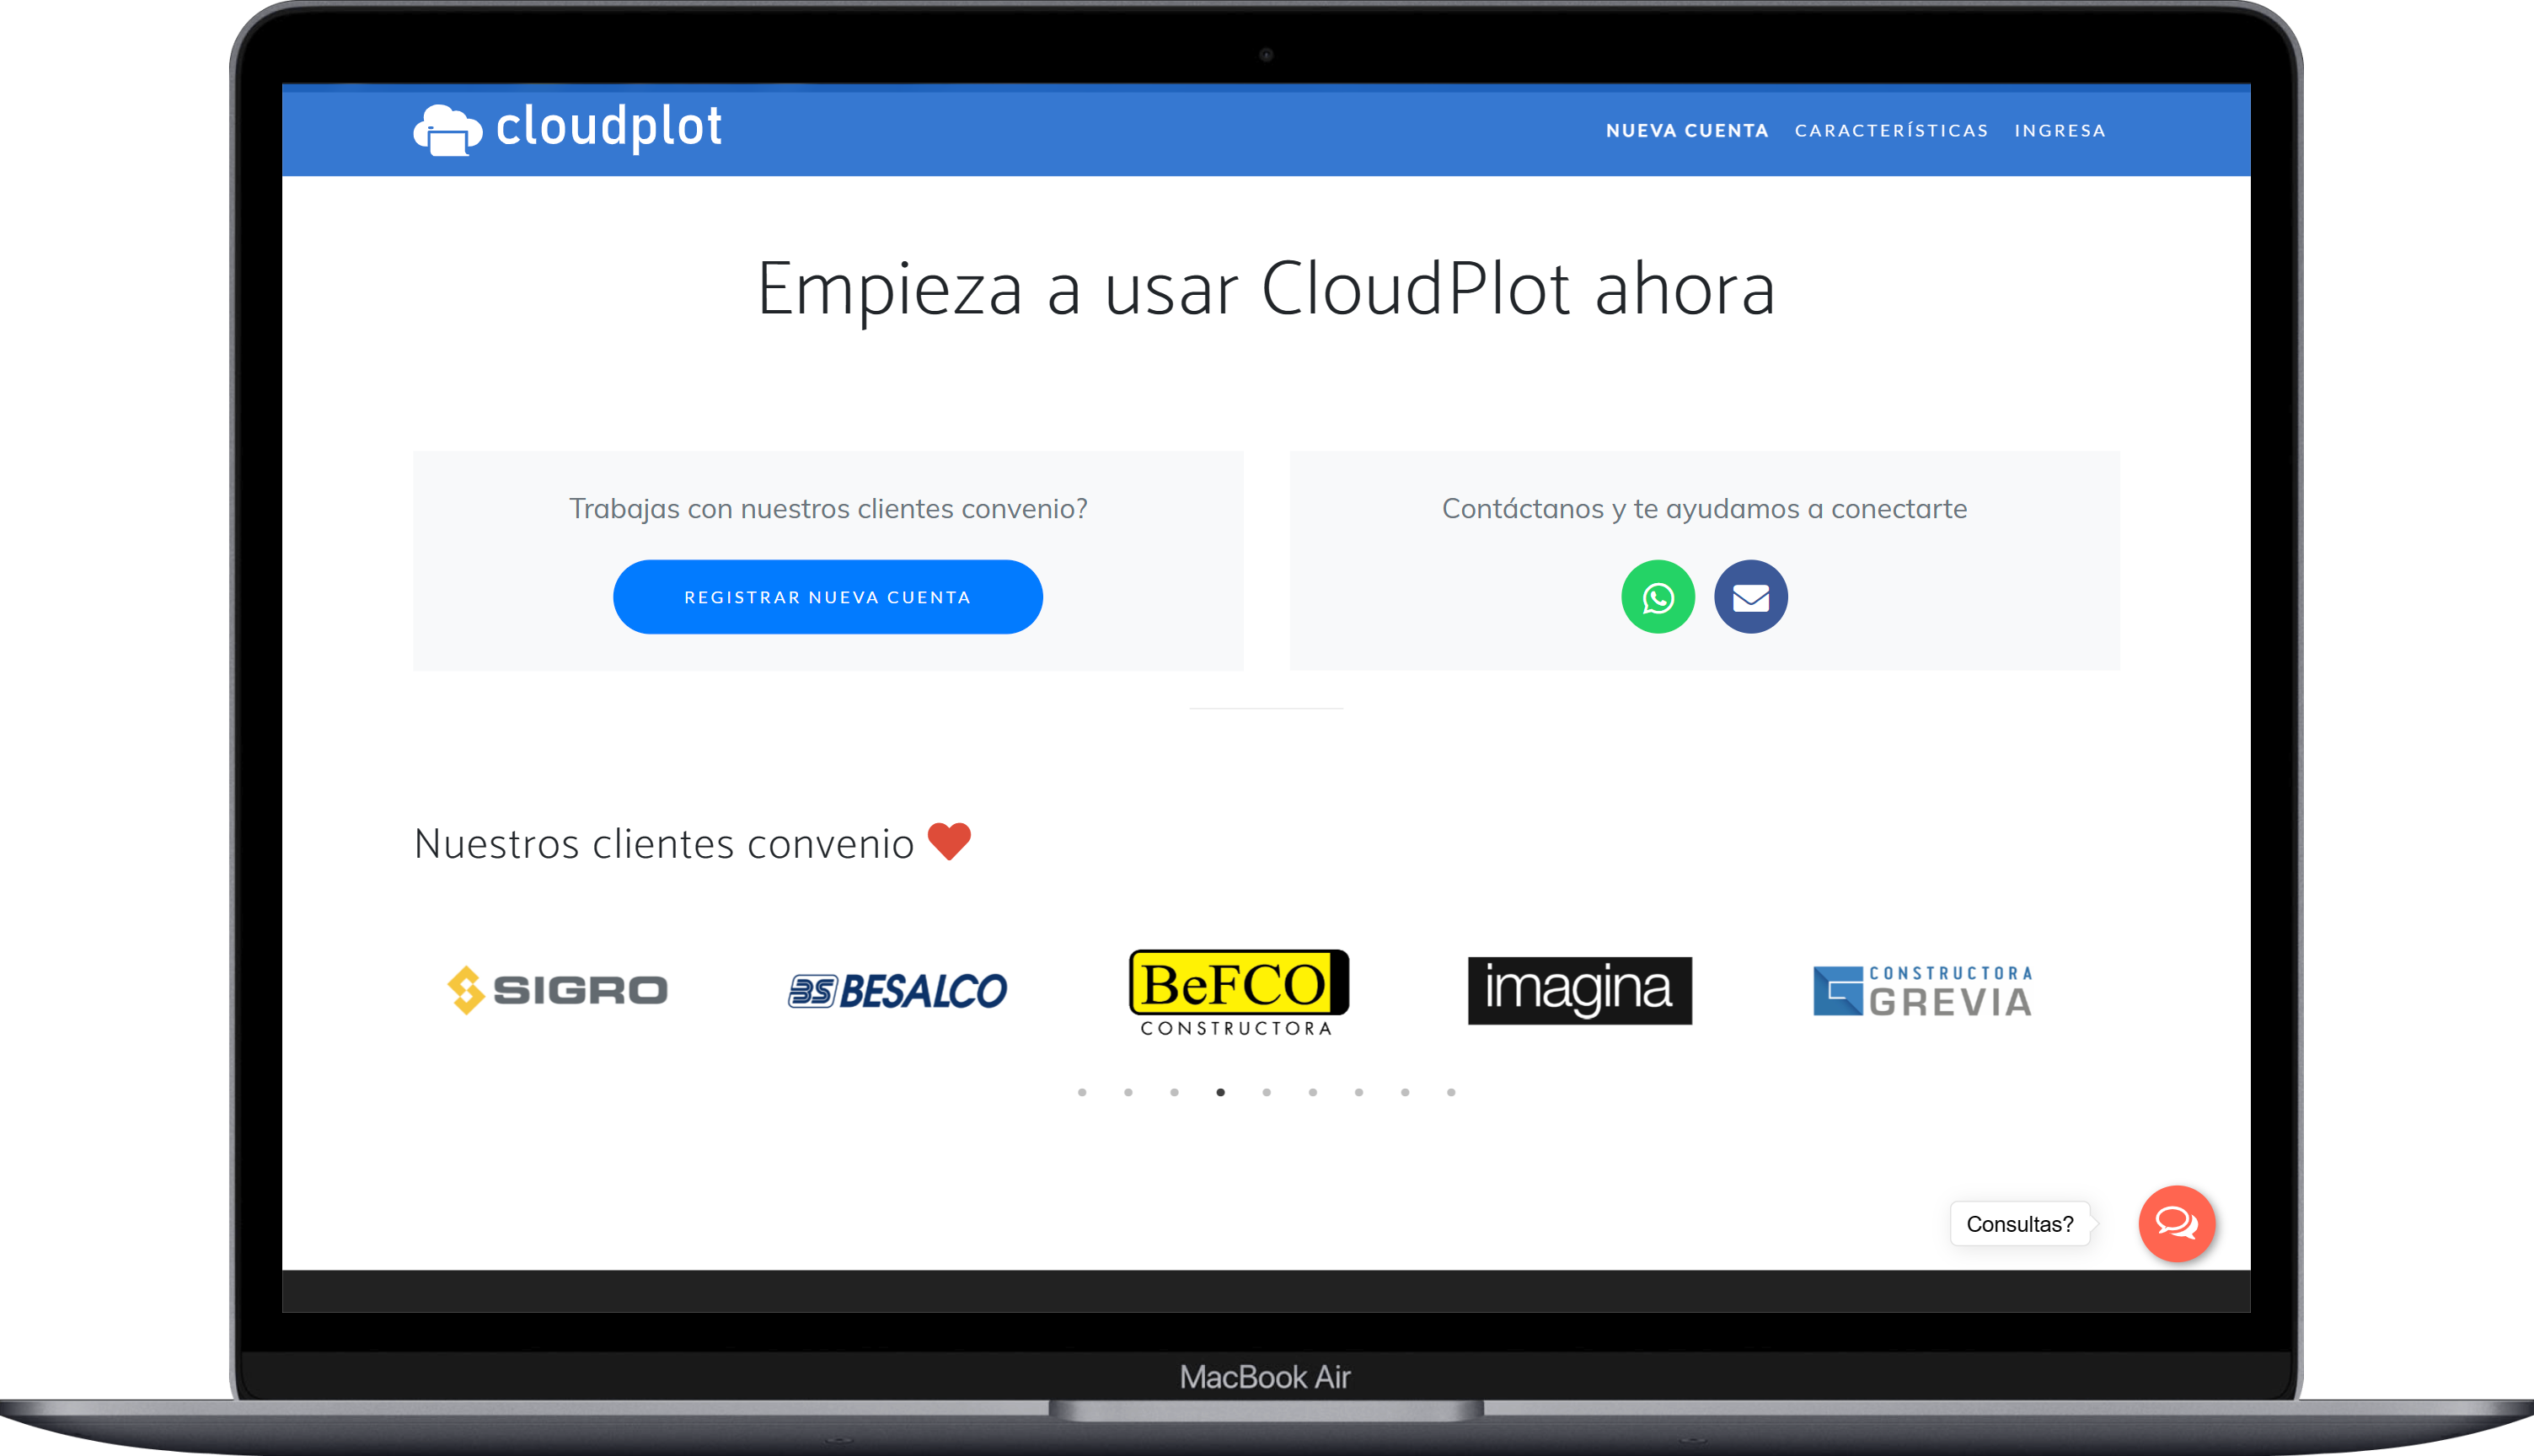 cloudplot
NUEVA CUENTA CARACTERÍSTICAS INGRESA
Empieza a usar CloudPlot ahora
Trabajas con nuestros clientes convenio?
REGISTRAR NUEVA CUENTA
Contáctanos y te ayudamos a conectarte
Nuestros clientes convenio
SIGRO
BS BESALCO
BeFCO
CONSTRUCTORA
imagina
CONSTRUCTORA
GREVIA
Consultas?
MacBook Air